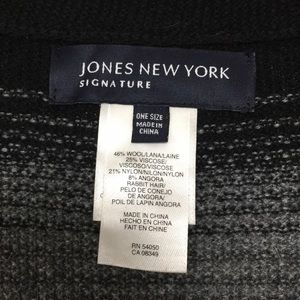 JONES NEW YORK
SIGNATURE
ONE SIZE
MADE IN
CHINA
46% WOOL/LANA/LAINE
25% VISCOSE/
VISCOSO/VISCOSE
21% NYLON/NILON/NYLON
8% ANGORA
RABBIT HAIR/
PELO DE CONEJO
DE ANGORA/
POIL DE LAPIN ANGORA
MADE IN CHINA
HECHO EN CHINA
FAIT EN CHINE
RN 54050
CA 08349